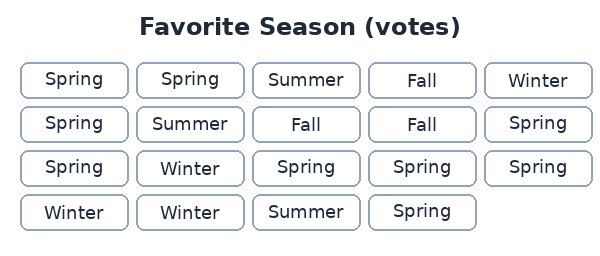 Favorite Season (votes)
Spring Spring Summer Fall Winter
Spring Summer Fall Fall Spring
Spring Winter Spring Spring Spring
Winter Winter Summer Spring